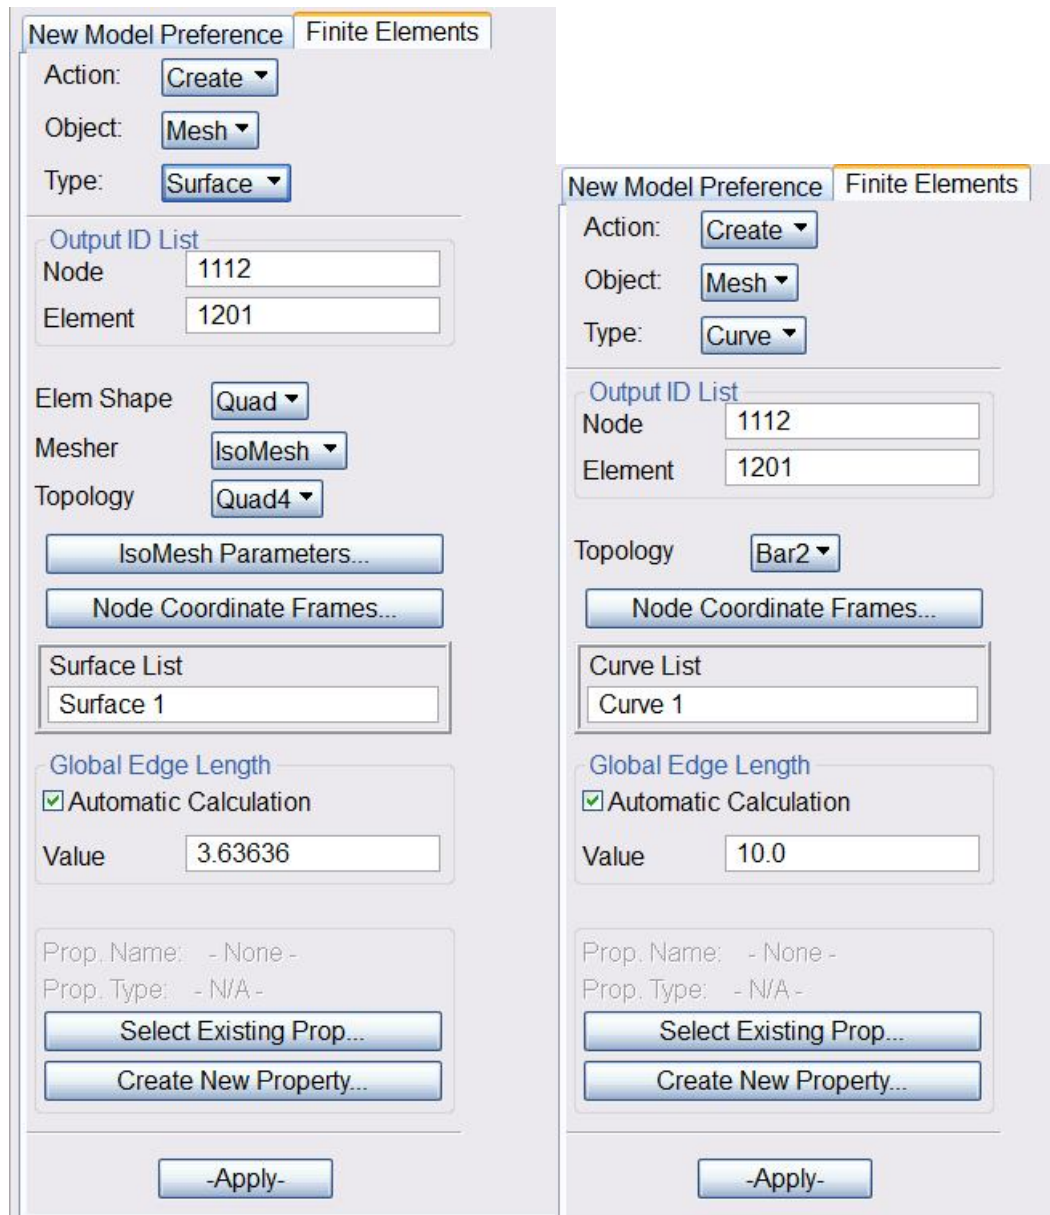 New Model Preference Finite Elements
Action: Create
Object: Mesh
Type: Surface
Output ID List
Node 1112
Element 1201
Elem Shape Quad
Mesher IsoMesh
Topology Quad4
IsoMesh Parameters...
Node Coordinate Frames...
Surface List
Surface 1
Global Edge Length
Automatic Calculation
Value 3.63636
Prop. Name: - None -
Prop. Type: - N/A -
Select Existing Prop...
Create New Property...
-Apply-
New Model Preference Finite Elements
Action: Create
Object: Mesh
Type: Curve
Output ID List
Node 1112
Element 1201
Topology Bar2
Node Coordinate Frames...
Curve List
Curve 1
Global Edge Length
Automatic Calculation
Value 10.0
Prop. Name: - None -
Prop. Type: - N/A -
Select Existing Prop...
Create New Property...
-Apply-